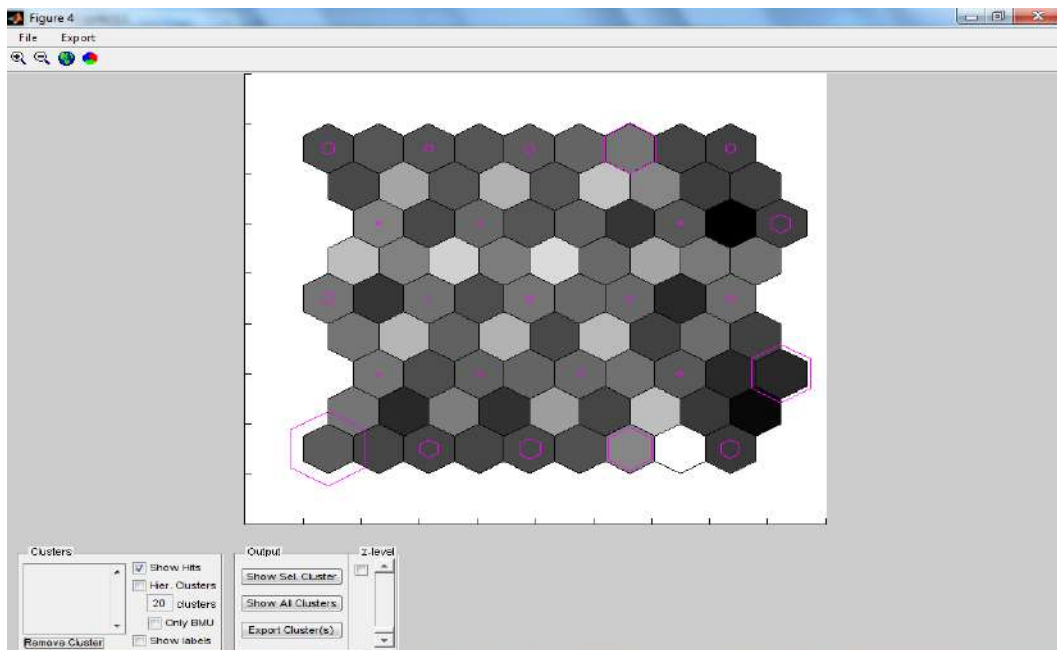 Figure 4
File Export
Clusters
Show Hits
Hier. Clusters
20 clusters
Only BMU
Show labels
Remove Cluster
Output
Show Sel. Cluster
Show All Clusters
Export Cluster(s)
z-level